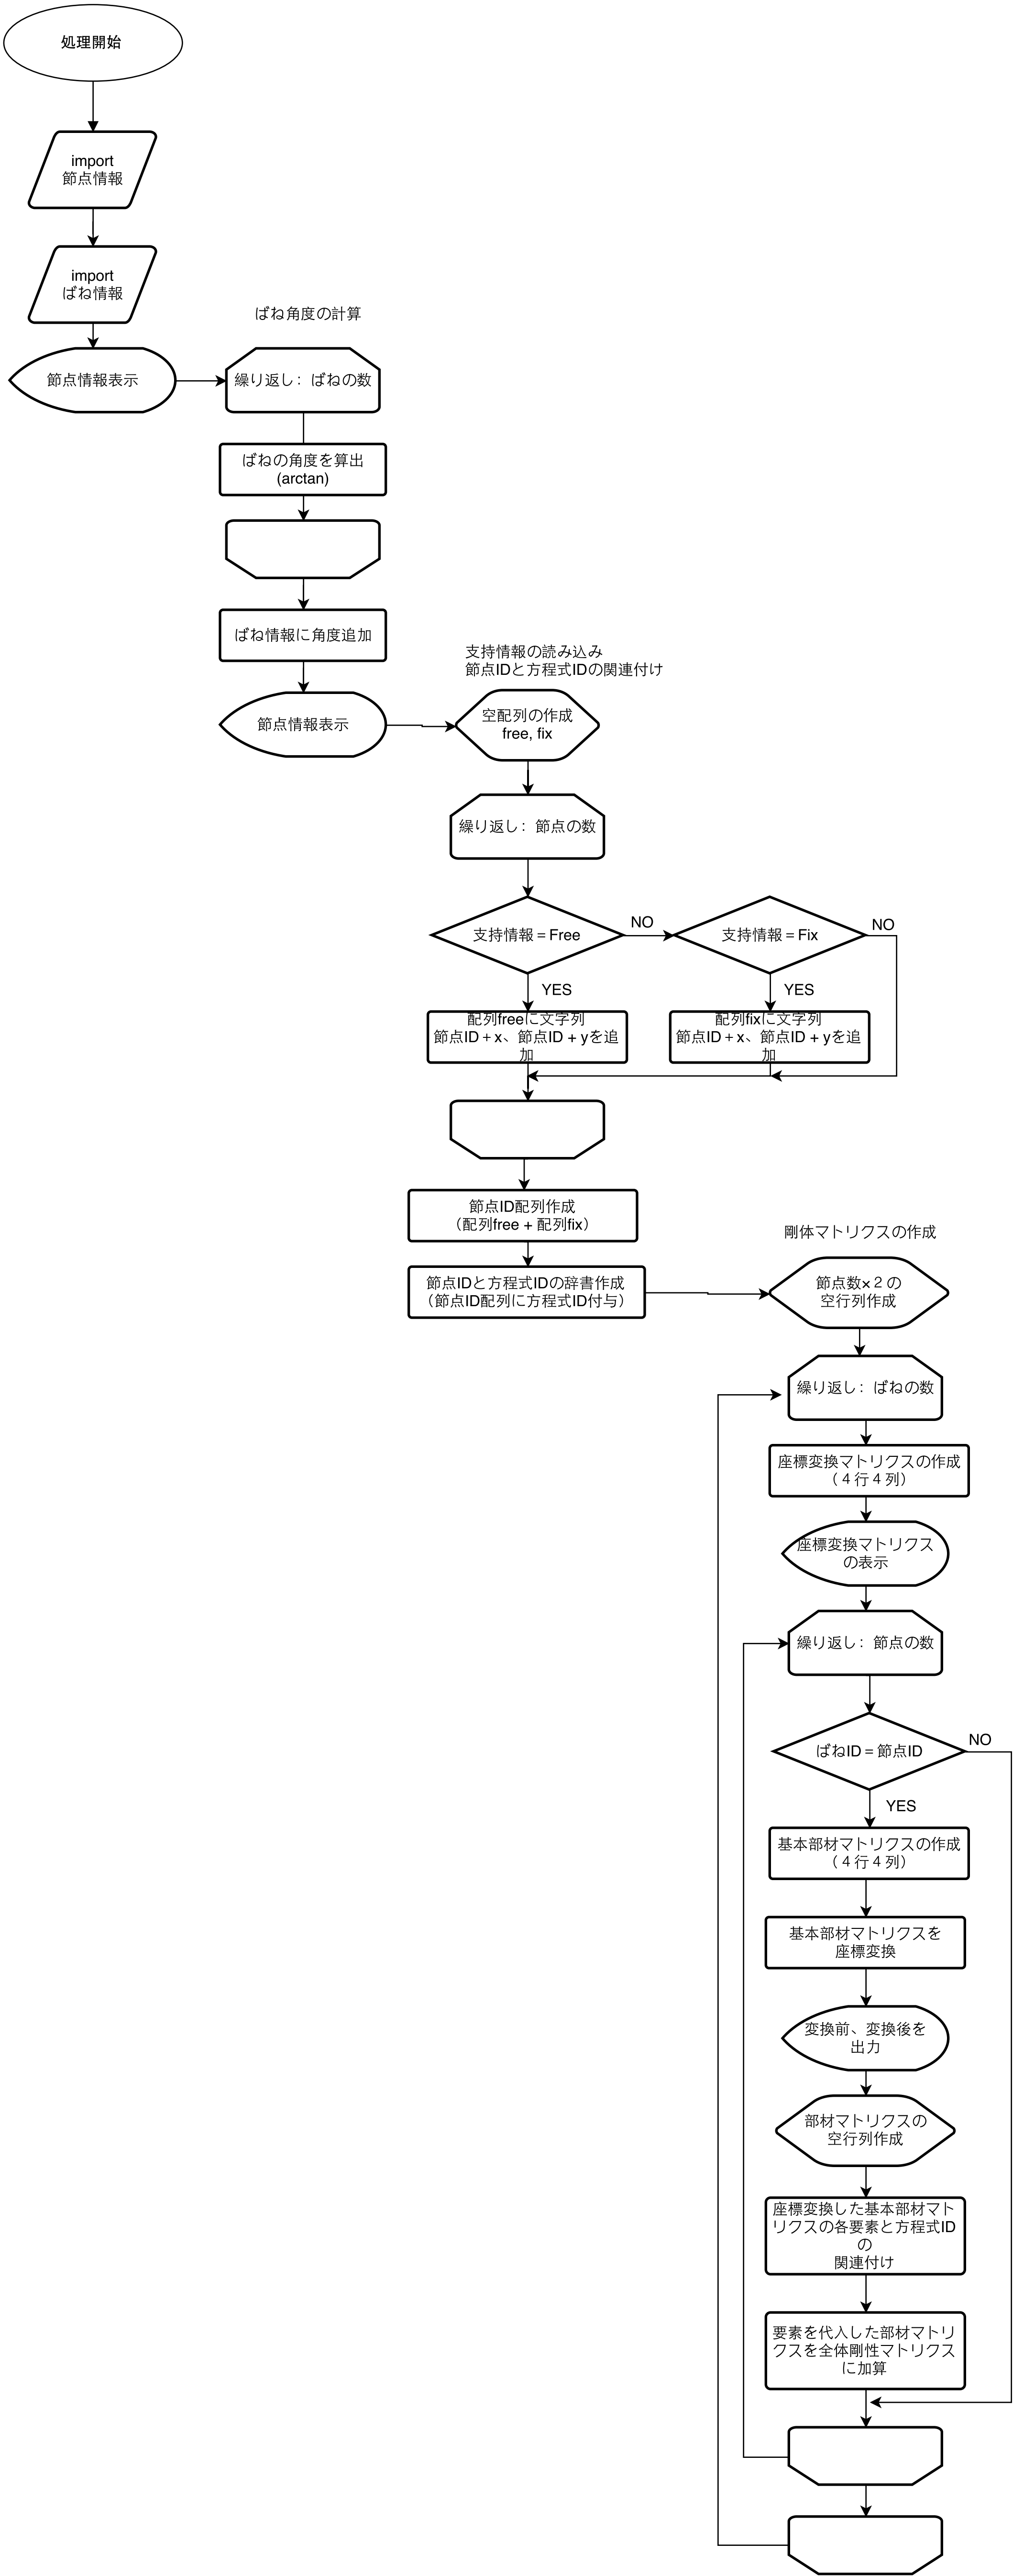 処理開始
import
節点情報
import
ばね情報
節点情報表示
ばね角度の計算
繰り返し：ばねの数
ばねの角度を算出
(arctan)
ばね情報に角度追加
節点情報表示
支持情報の読み込み
節点IDと方程式IDの関連付け
空配列の作成
free, fix
繰り返し：節点の数
支持情報＝Free
NO
支持情報＝Fix
NO
YES
YES
配列freeに文字列
節点ID＋x、節点ID + yを追
加
配列fixに文字列
節点ID＋x、節点ID + yを追
加
節点ID配列作成
（配列free + 配列fix）
節点IDと方程式IDの辞書作成
（節点ID配列に方程式ID付与）
剛体マトリクスの作成
節点数×２の
空行列作成
繰り返し：ばねの数
座標変換マトリクスの作成
（４行４列）
座標変換マトリクス
の表示
繰り返し：節点の数
ばねID＝節点ID
NO
YES
基本部材マトリクスの作成
（４行４列）
基本部材マトリクスを
座標変換
変換前、変換後を
出力
部材マトリクスの
空行列作成
座標変換した基本部材マト
リクスの各要素と方程式ID
の
関連付け
要素を代入した部材マトリ
クスを全体剛性マトリクス
に加算